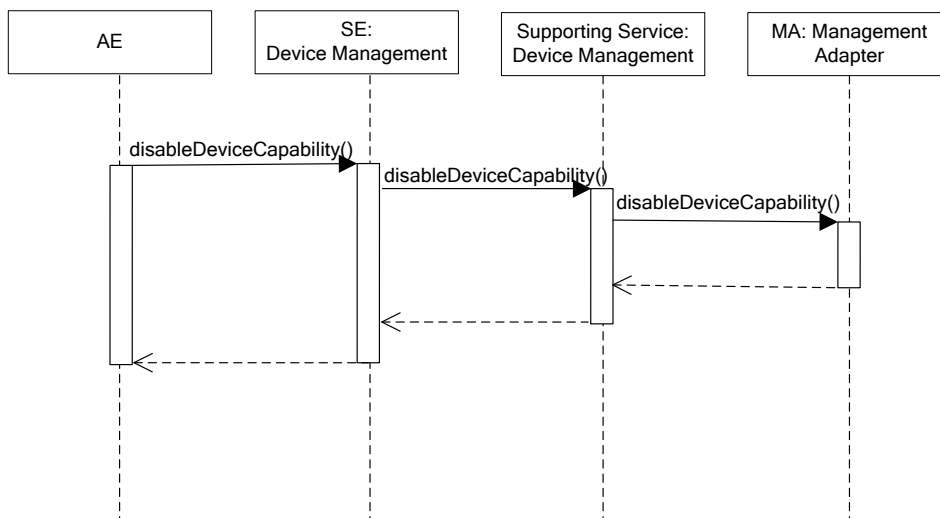 AE
SE:
Device Management
Supporting Service:
Device Management
MA: Management
Adapter
disableDeviceCapability()
disableDeviceCapability()
disableDeviceCapability()